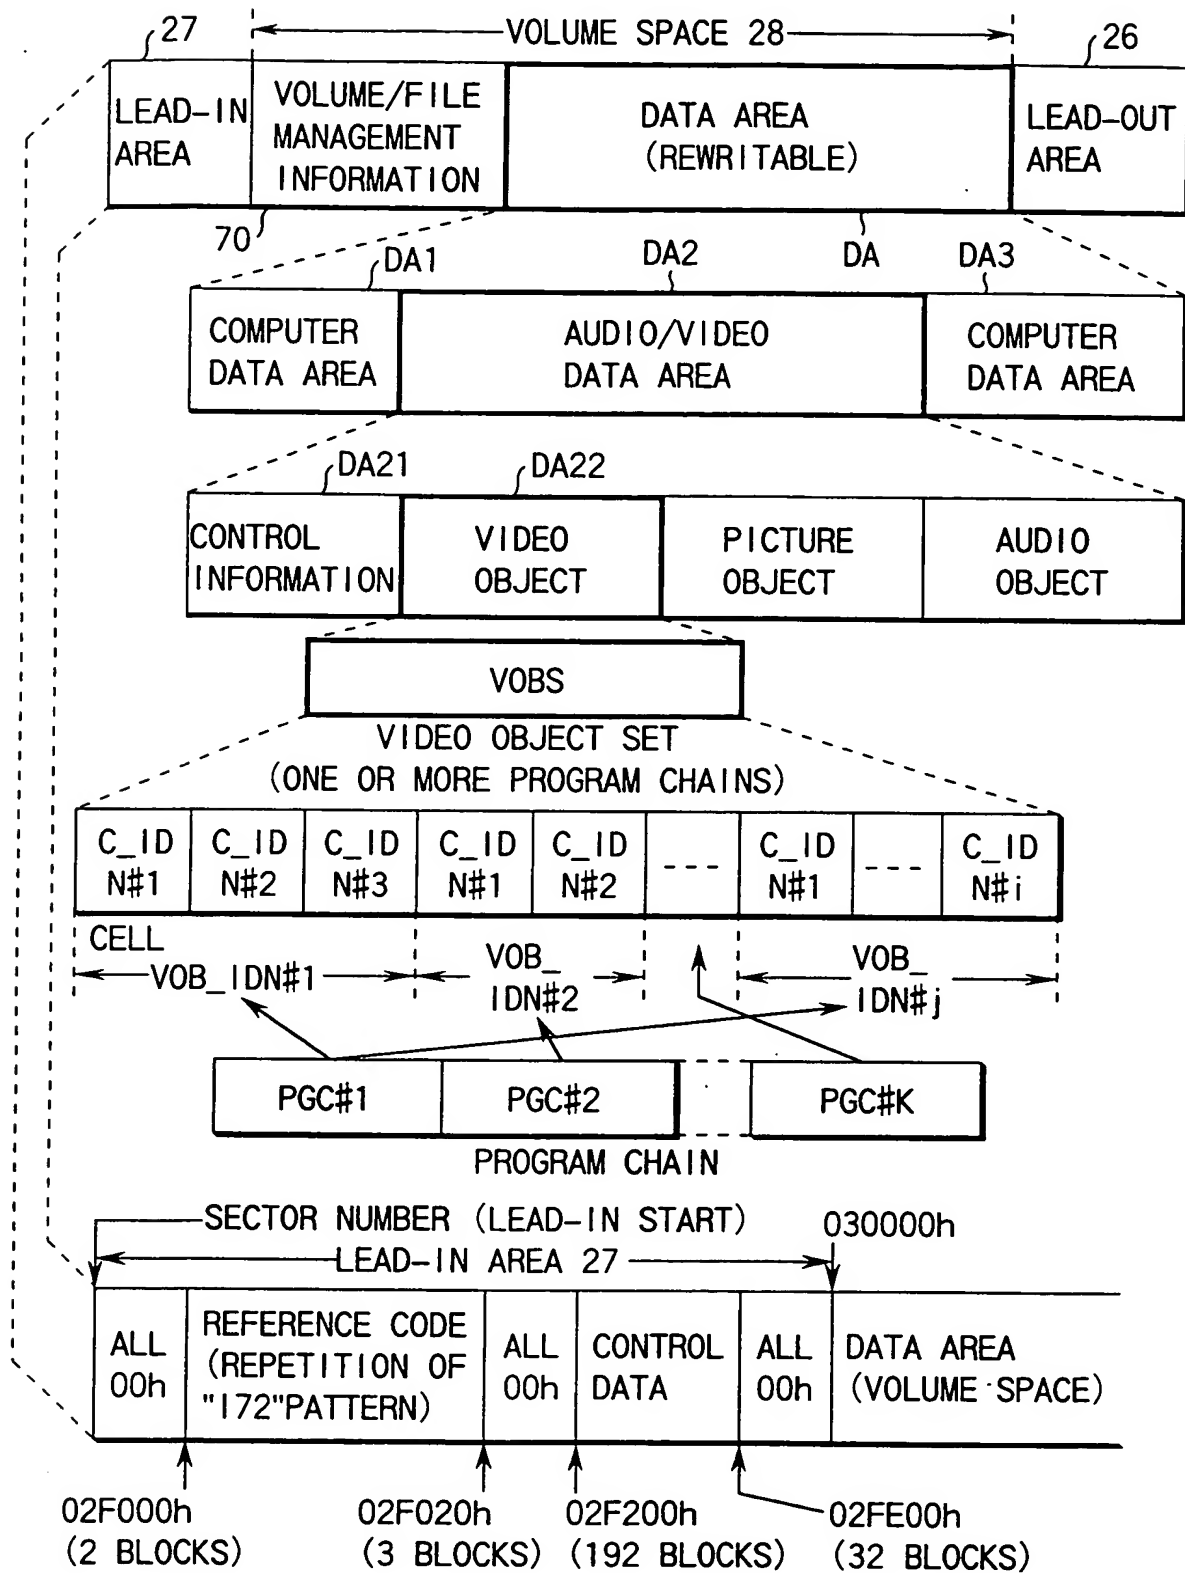 27
VOLUME SPACE 28
26
LEAD-IN
AREA
VOLUME/FILE
MANAGEMENT
INFORMATION
DATA AREA
(REWRITABLE)
LEAD-OUT
AREA
70
DA1
DA2
DA
DA3
COMPUTER
DATA AREA
AUDIO/VIDEO
DATA AREA
COMPUTER
DATA AREA
DA21
DA22
CONTROL
INFORMATION
VIDEO
OBJECT
PICTURE
OBJECT
AUDIO
OBJECT
VOBS
VIDEO OBJECT SET
(ONE OR MORE PROGRAM CHAINS)
C_ID
N#1
C_ID
N#2
C_ID
N#3
C_ID
N#1
C_ID
N#2
----
C_ID
N#1
----
C_ID
N#i
CELL
VOB_IDN#1
VOB_
IDN#2
VOB_
IDN#j
PGC#1
PGC#2
PGC#K
PROGRAM CHAIN
SECTOR NUMBER (LEAD-IN START)
030000h
LEAD-IN AREA 27
ALL
00h
REFERENCE CODE
(REPETITION OF
"172"PATTERN)
ALL
00h
CONTROL
DATA
ALL
00h
DATA AREA
(VOLUME SPACE)
02F000h
(2 BLOCKS)
02F020h
(3 BLOCKS)
02F200h
(192 BLOCKS)
02FE00h
(32 BLOCKS)